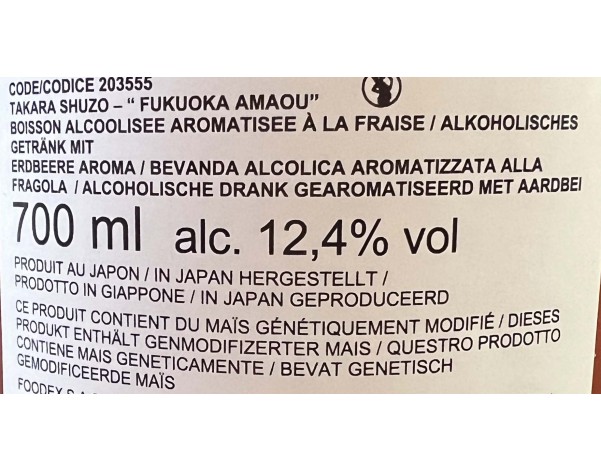 CODE/CODICE 203555
TAKARA SHUZO – “ FUKUOKA AMAOU”
BOISSON ALCOOLISEE AROMATISEE À LA FRAISE / ALKOHOLISCHES
GETRÄNK MIT
ERDBEERE AROMA / BEVANDA ALCOLICA AROMATIZZATA ALLA
FRAGOLA / ALCOHOLISCHE DRANK GEAROMATISEERD MET AARDBEI
700 ml alc. 12,4% vol
PRODUIT AU JAPON / IN JAPAN HERGESTELLT /
PRODOTTO IN GIAPPONE / IN JAPAN GEPRODUCEERD
CE PRODUIT CONTIENT DU MAÏS GÉNÉTIQUEMENT MODIFIÉ / DIESES
PRODUKT ENTHÄLT GENMODIFIZERTER MAIS / QUESTRO PRODOTTO
CONTIENE MAIS GENETICAMENTE / BEVAT GENETISCH
GEMODIFICEERDE MAÏS
FOODEX